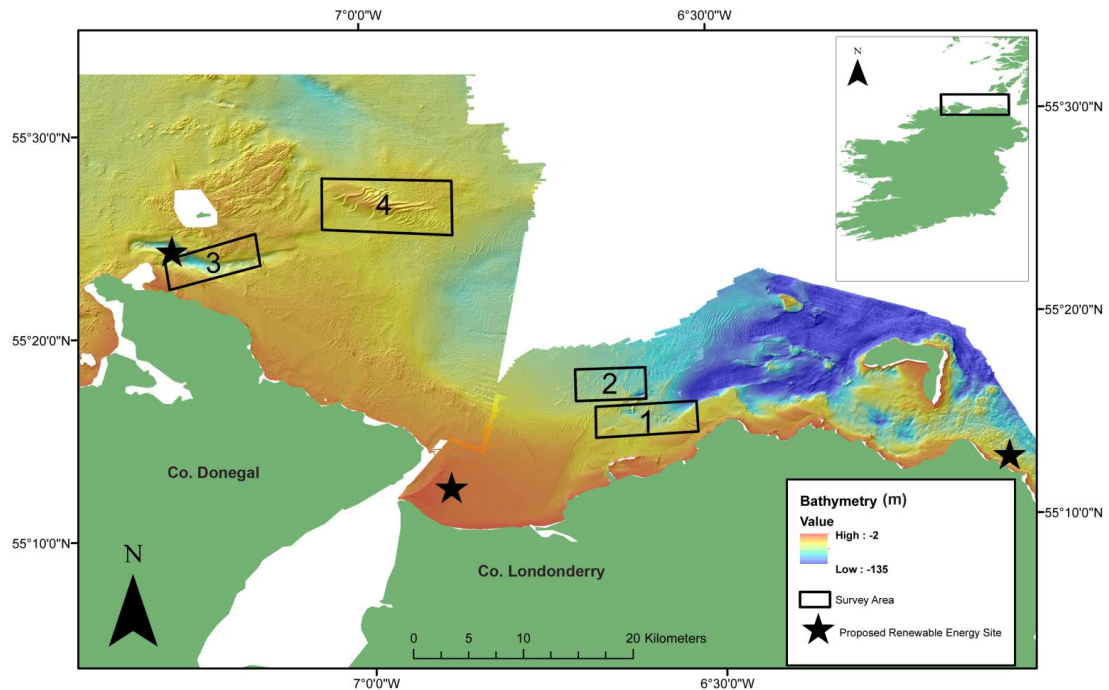 7°0'0"W
6°30'0"W
N
55°30'0"N
55°30'0"N
4
3
55°20'0"N
55°20'0"N
2
1
Co. Donegal
55°10'0"N
55°10'0"N
N
Co. Londonderry
Bathymetry (m)
Value
High : -2
Low : -135
Survey Area
Proposed Renewable Energy Site
0 5 10 20 Kilometers
7°0'0"W
6°30'0"W